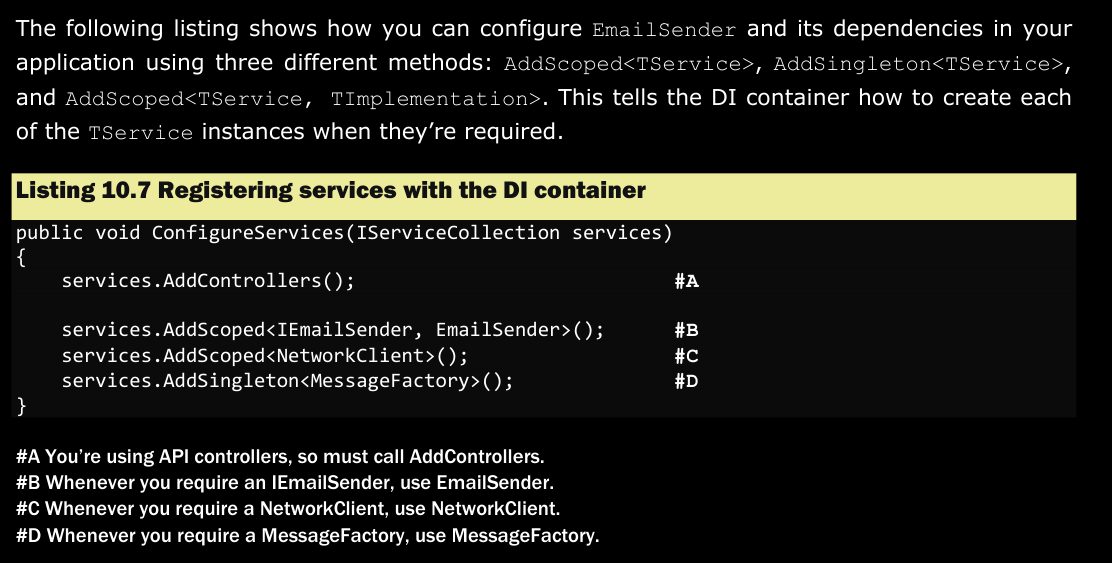 The following listing shows how you can configure EmailSender and its dependencies in your
application using three different methods: AddScoped<TService>, AddSingleton<TService>,
and AddScoped<TService, TImplementation>. This tells the DI container how to create each
of the TService instances when they’re required.
Listing 10.7 Registering services with the DI container
public void ConfigureServices(IServiceCollection services)
{
    services.AddControllers();                            #A
    services.AddScoped<IEmailSender, EmailSender>();      #B
    services.AddScoped<NetworkClient>();                  #C
    services.AddSingleton<MessageFactory>();              #D
}
#A You’re using API controllers, so must call AddControllers.
#B Whenever you require an IEmailSender, use EmailSender.
#C Whenever you require a NetworkClient, use NetworkClient.
#D Whenever you require a MessageFactory, use MessageFactory.